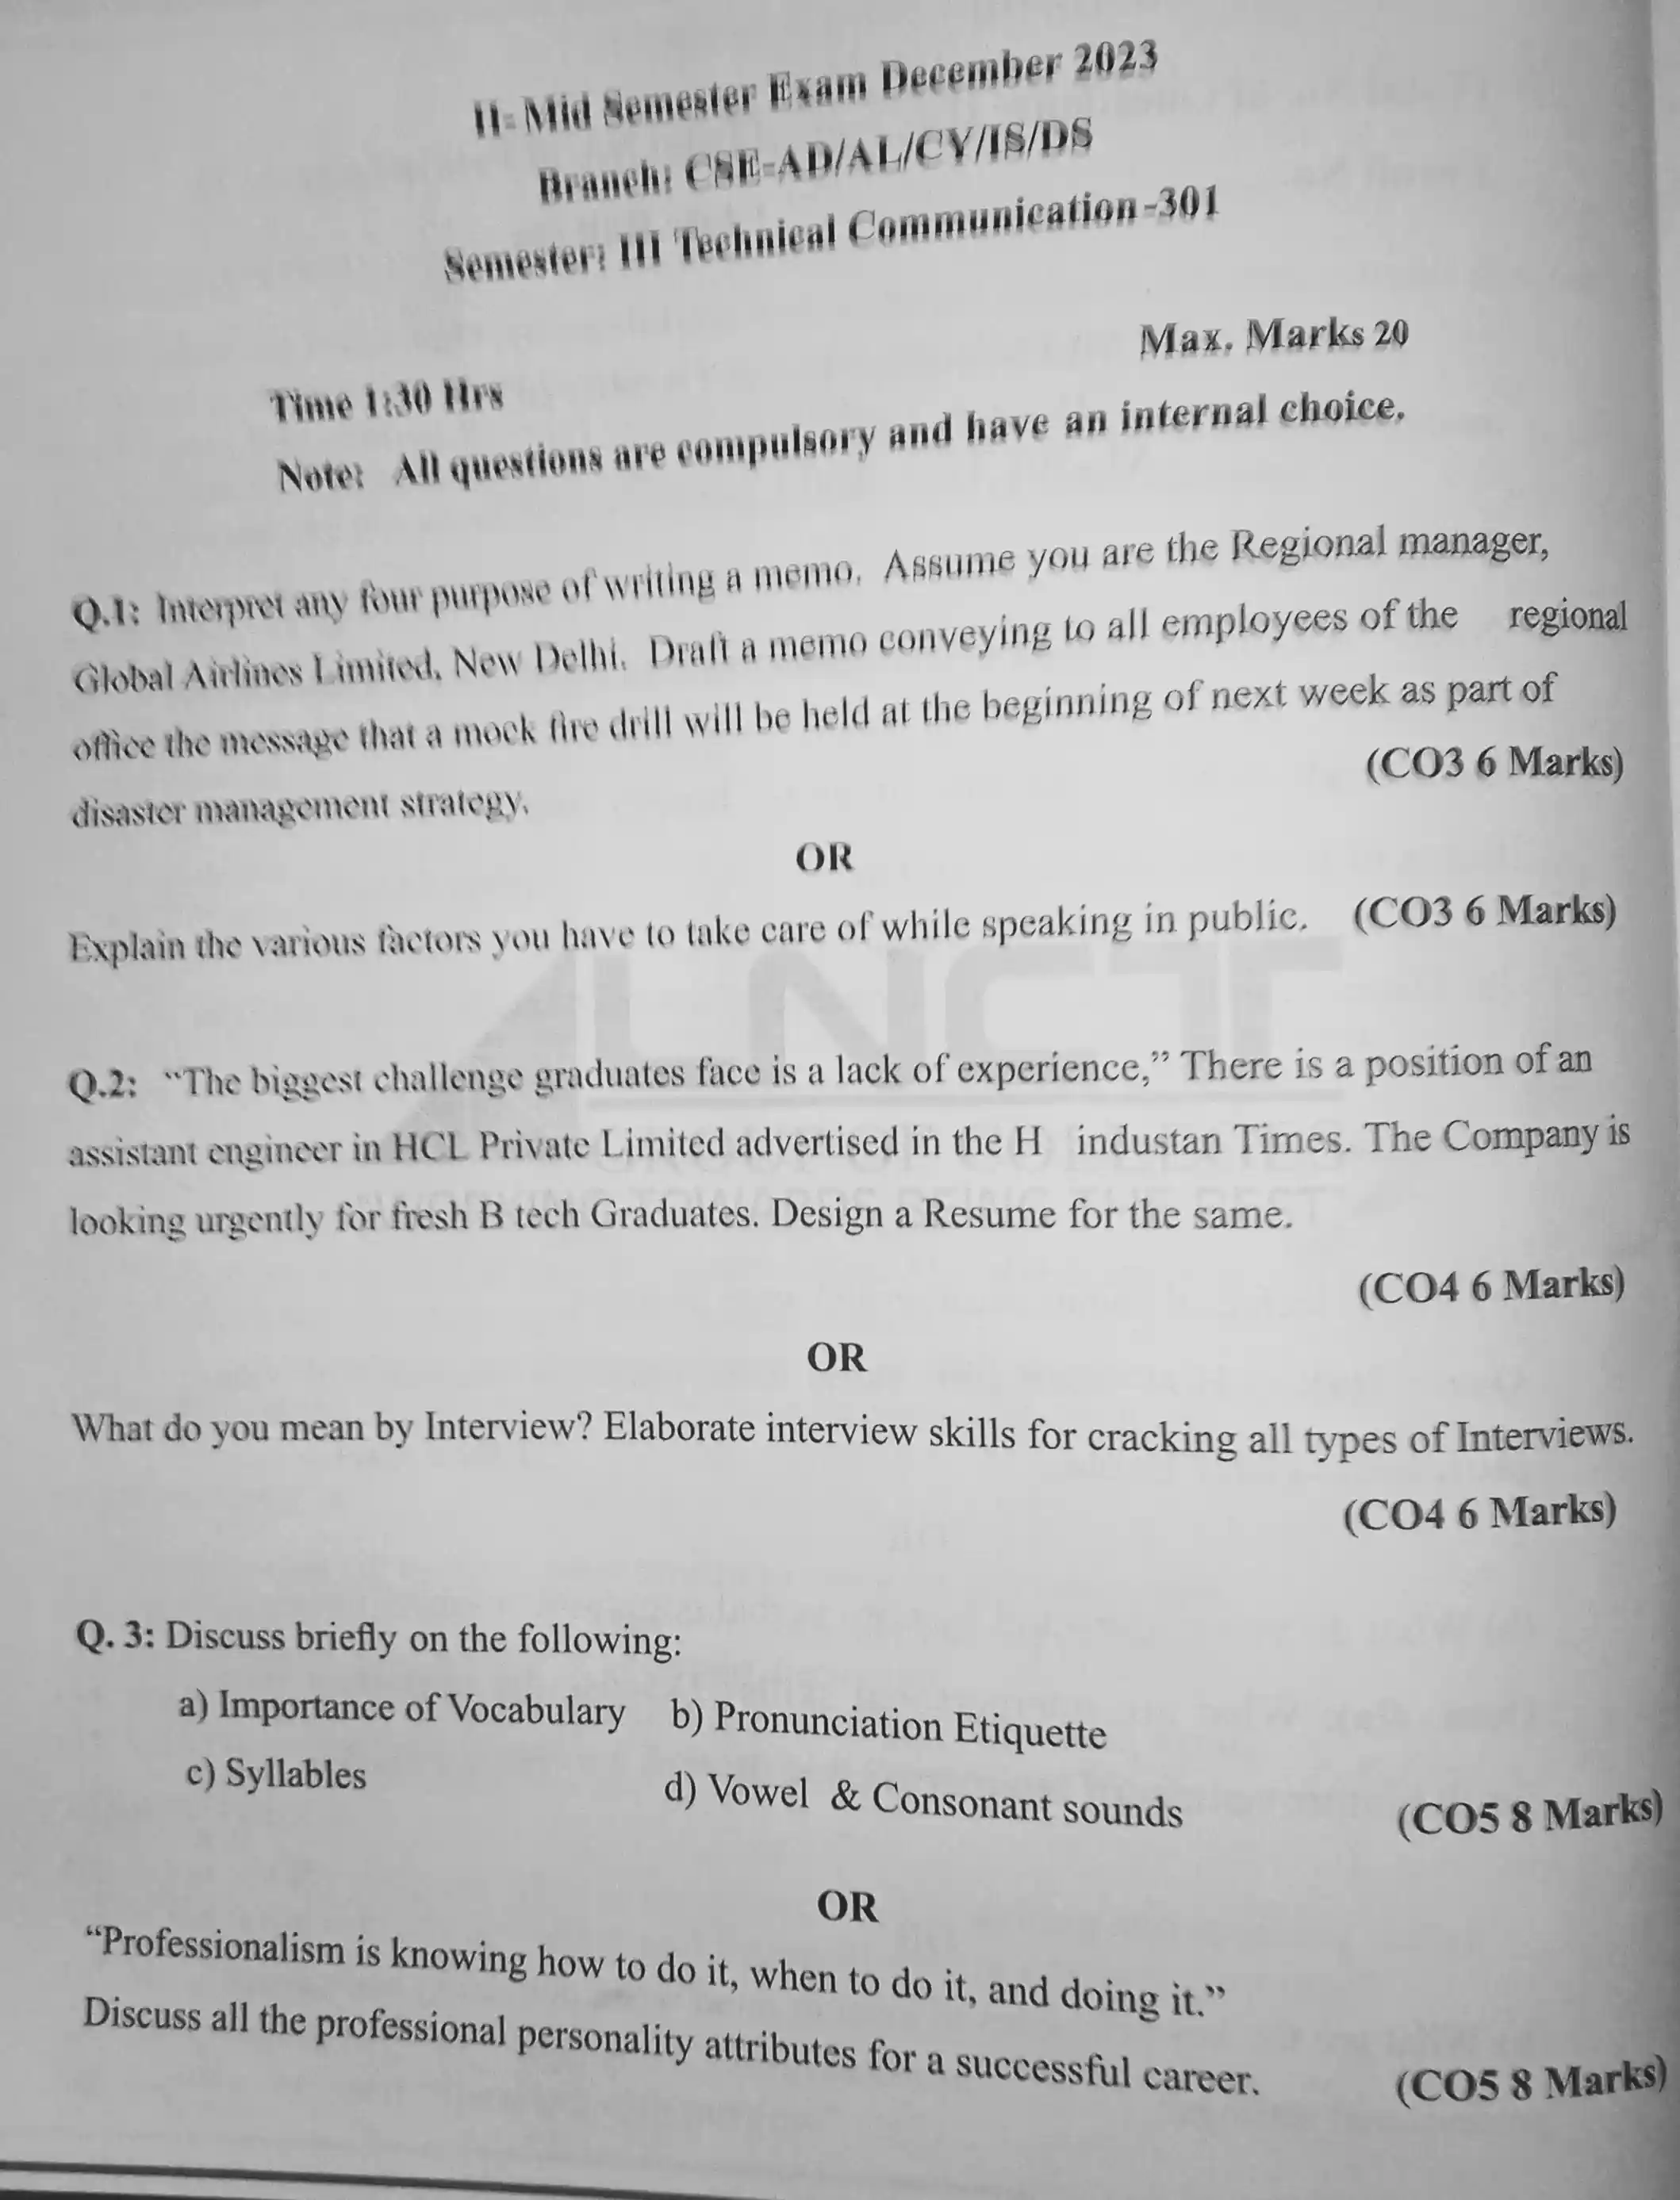 II- Mid Semester Exam December 2023
Branch: CSE-AD/AL/CY/IS/DS
Semester: III Technical Communication-301
Max. Marks 20
Time 1:30 Hrs
Note: All questions are compulsory and have an internal choice.
Q.1: Interpret any four purpose of writing a memo. Assume you are the Regional manager,
Global Airlines Limited, New Delhi. Draft a memo conveying to all employees of the regional
office the message that a mock fire drill will be held at the beginning of next week as part of
disaster management strategy.
(CO3 6 Marks)
OR
Explain the various factors you have to take care of while speaking in public. (CO3 6 Marks)
LNCT
Q.2: “The biggest challenge graduates face is a lack of experience,” There is a position of an
assistant engineer in HCL Private Limited advertised in the H industan Times. The Company is
looking urgently for fresh B tech Graduates. Design a Resume for the same.
(CO4 6 Marks)
OR
What do you mean by Interview? Elaborate interview skills for cracking all types of Interviews.
(CO4 6 Marks)
Q. 3: Discuss briefly on the following:
a) Importance of Vocabulary b) Pronunciation Etiquette
c) Syllables d) Vowel & Consonant sounds (CO5 8 Marks)
OR
“Professionalism is knowing how to do it, when to do it, and doing it.”
Discuss all the professional personality attributes for a successful career. (CO5 8 Marks)